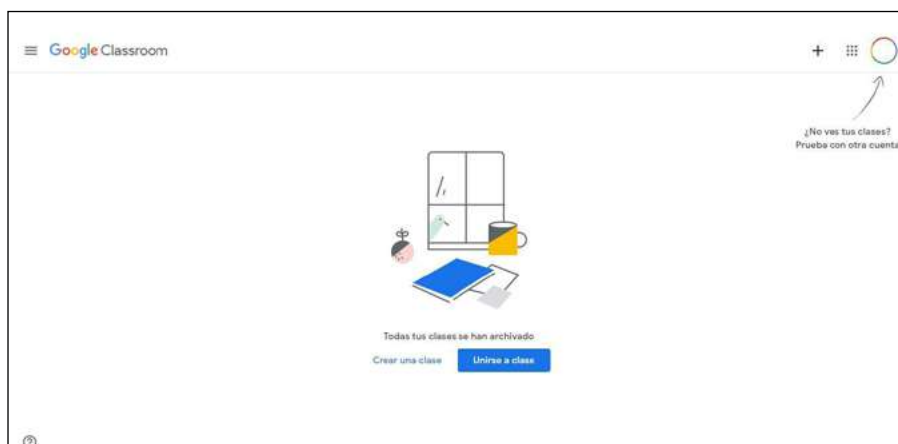 Google Classroom
¿No ves tus clases?
Prueba con otra cuenta
Todas tus clases se han archivado
Crear una clase
Unirse a clase